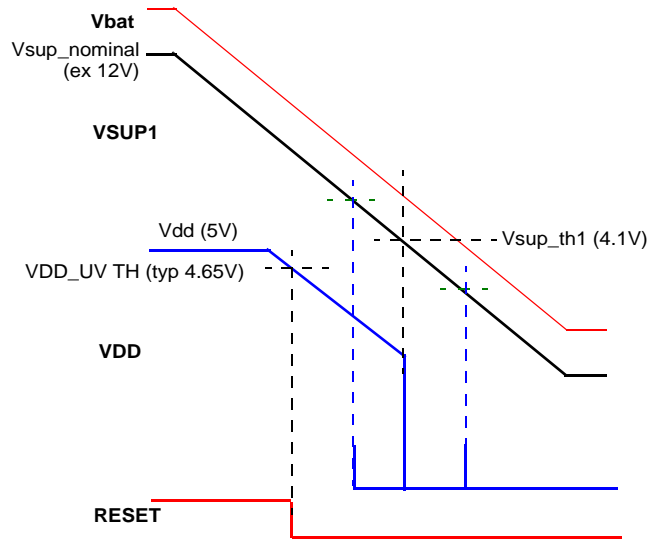 Vbat
Vsup_nominal
(ex 12V)
VSUP1
Vdd (5V)
Vsup_th1 (4.1V)
VDD_UV TH (typ 4.65V)
VDD
RESET